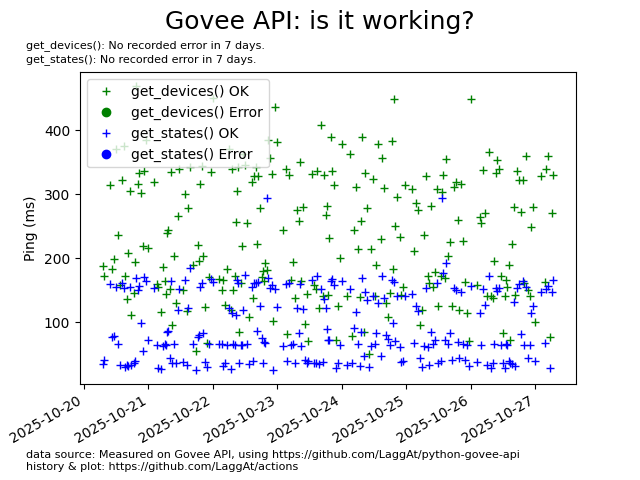 Govee API: is it working?
get_devices(): No recorded error in 7 days.
get_states(): No recorded error in 7 days.
get_devices() OK
get_devices() Error
get_states() OK
get_states() Error
Ping (ms)
400
300
200
100
2025-10-20
2025-10-21
2025-10-22
2025-10-23
2025-10-24
2025-10-25
2025-10-26
2025-10-27
data source: Measured on Govee API, using https://github.com/LaggAt/python-govee-api
history & plot: https://github.com/LaggAt/actions